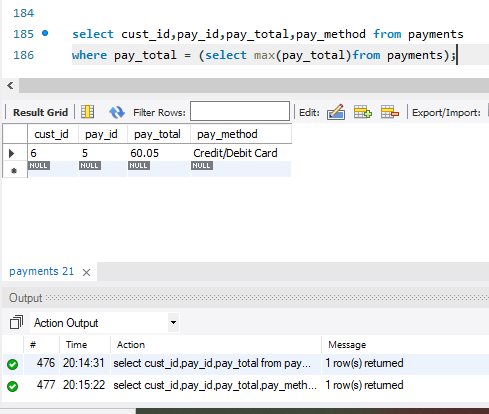 184
185 select cust_id,pay_id,pay_total,pay_method from payments
186 where pay_total = (select max(pay_total)from payments);
Result Grid Filter Rows: Edit: Export/Import:
cust_id pay_id pay_total pay_method
6 5 60.05 Credit/Debit Card
NULL NULL NULL NULL
payments 21
Output
Action Output
# Time Action Message
476 20:14:31 select cust_id,pay_id,pay_total from pay... 1 row(s) returned
477 20:15:22 select cust_id,pay_id,pay_total,pay_meth... 1 row(s) returned